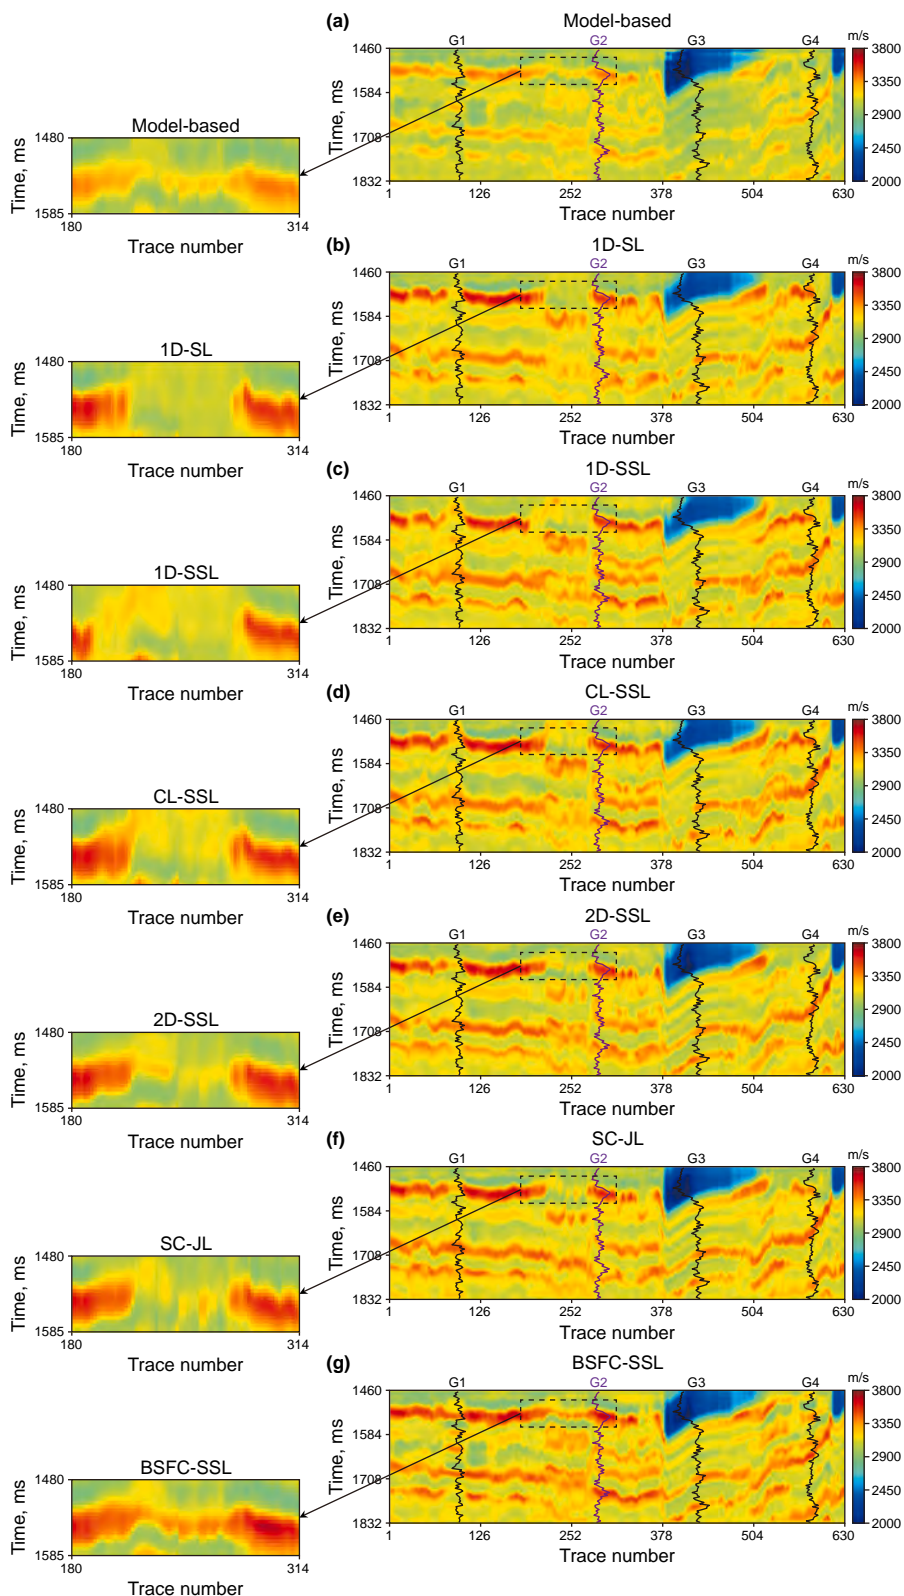 (a) Model-based
G1 G2 G3 G4 m/s
1460 1584 1708 1832
Time, ms
1 126 252 378 504 630
Trace number
3800 3350 2900 2450 2000
Model-based
1480 1585
Time, ms
180 314
Trace number
(b) 1D-SL
G1 G2 G3 G4 m/s
1460 1584 1708 1832
Time, ms
1 126 252 378 504 630
Trace number
3800 3350 2900 2450 2000
1D-SL
1480 1585
Time, ms
180 314
Trace number
(c) 1D-SSL
G1 G2 G3 G4 m/s
1460 1584 1708 1832
Time, ms
1 126 252 378 504 630
Trace number
3800 3350 2900 2450 2000
1D-SSL
1480 1585
Time, ms
180 314
Trace number
(d) CL-SSL
G1 G2 G3 G4 m/s
1460 1584 1708 1832
Time, ms
1 126 252 378 504 630
Trace number
3800 3350 2900 2450 2000
CL-SSL
1480 1585
Time, ms
180 314
Trace number
(e) 2D-SSL
G1 G2 G3 G4 m/s
1460 1584 1708 1832
Time, ms
1 126 252 378 504 630
Trace number
3800 3350 2900 2450 2000
2D-SSL
1480 1585
Time, ms
180 314
Trace number
(f) SC-JL
G1 G2 G3 G4 m/s
1460 1584 1708 1832
Time, ms
1 126 252 378 504 630
Trace number
3800 3350 2900 2450 2000
SC-JL
1480 1585
Time, ms
180 314
Trace number
(g) BSFC-SSL
G1 G2 G3 G4 m/s
1460 1584 1708 1832
Time, ms
1 126 252 378 504 630
Trace number
3800 3350 2900 2450 2000
BSFC-SSL
1480 1585
Time, ms
180 314
Trace number